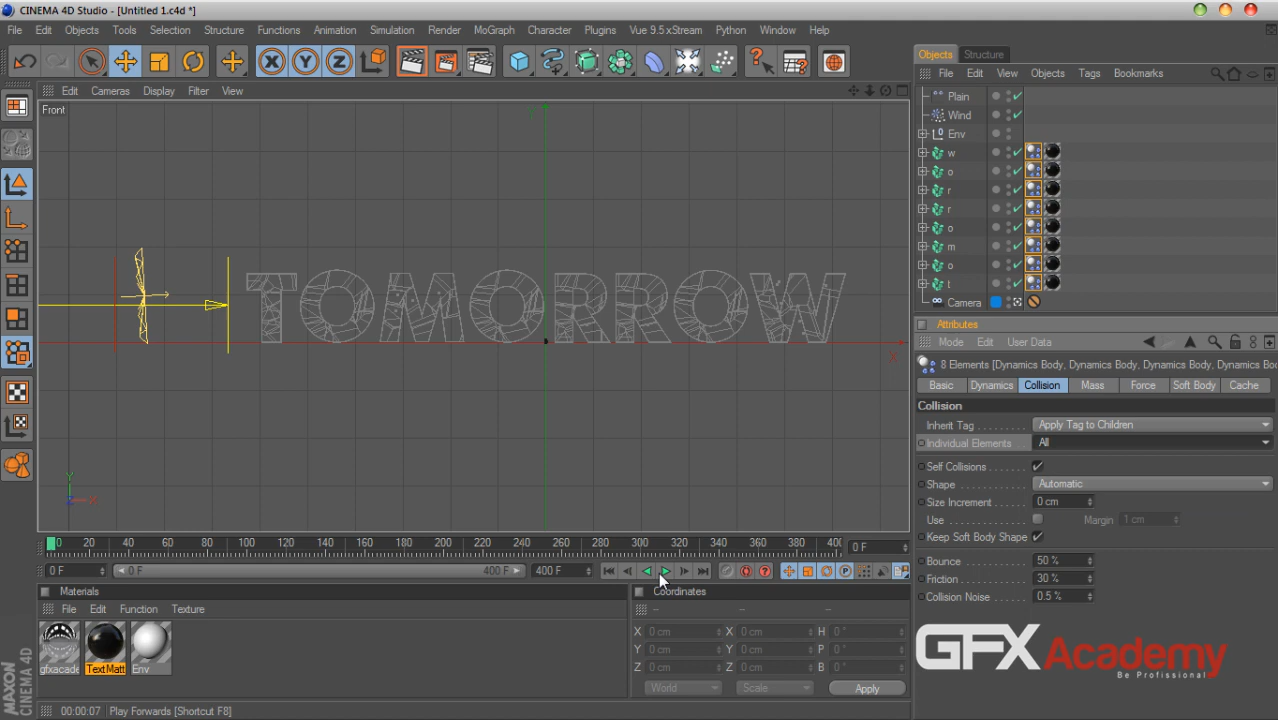 CINEMA 4D Studio - [Untitled 1.c4d *]
File Edit Objects Tools Selection Structure Functions Animation Simulation Render MoGraph Character Plugins Vue 9.5 xStream Python Window Help
Objects Structure
File Edit View Objects Tags Bookmarks
Edit Cameras Display Filter View
Front
Plain
Wind
Env
w
o
r
r
o
m
o
t
Camera
TOMORROW
X
Y
Z X
0 20 40 60 80 100 120 140 160 180 200 220 240 260 280 300 320 340 360 380 40(
0 F
0 F 0 F 400 F 400 F
Attributes
Mode Edit User Data
8 Elements [Dynamics Body, Dynamics Body, Dynamics Body, Dynamics Bo
Basic Dynamics Collision Mass Force Soft Body Cache
Collision
Inherit Tag Apply Tag to Children
Individual Elements All
Self Collisions
Shape Automatic
Size Increment 0 cm
Use Margin 1 cm
Keep Soft Body Shape
Bounce 50 %
Friction 30 %
Collision Noise 0.5 %
Materials
File Edit Function Texture
gfxacade TextMatt Env
Coordinates
-- -- --
X 0 cm X 0 cm H 0 °
Y 0 cm Y 0 cm P 0 °
Z 0 cm Z 0 cm B 0 °
World Scale Apply
GFX Academy
Be Profissional
MAXON
CINEMA 4D
00:00:07 Play Forwards [Shortcut F8]